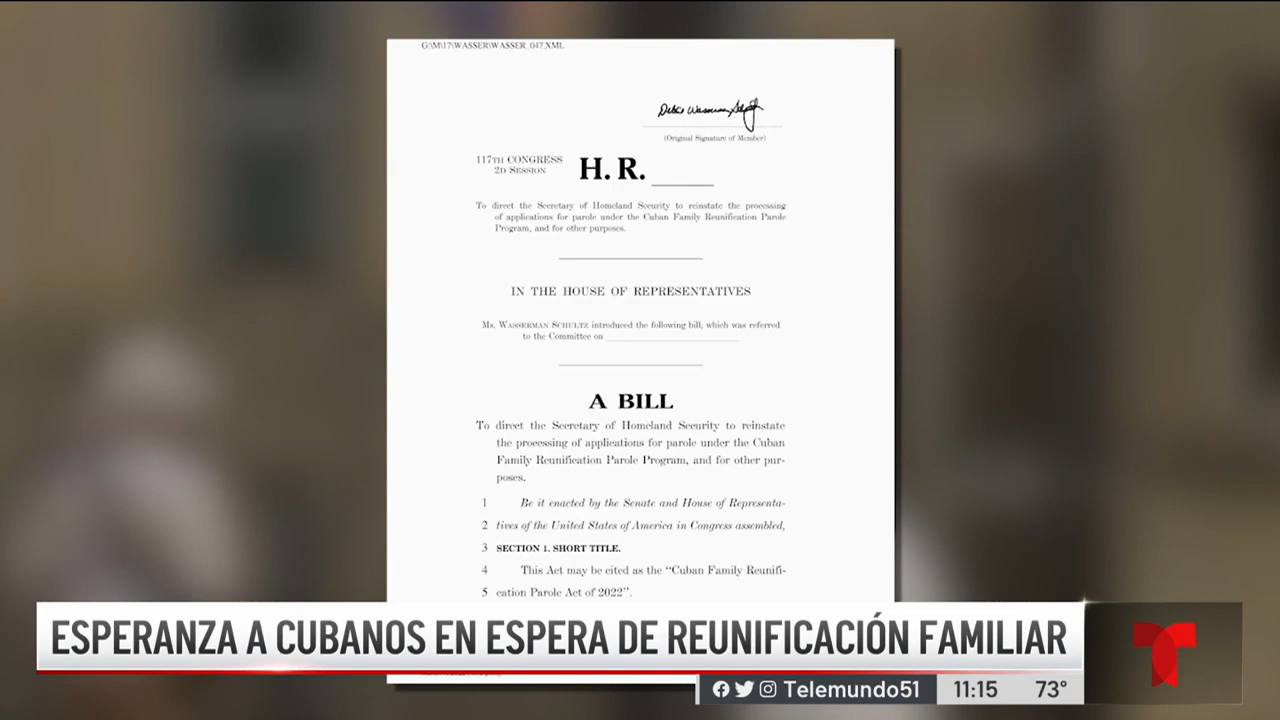 G:\M\17\WASSER\WASSER_047.XML
(Original Signature of Member)
117TH CONGRESS
2D SESSION
H. R.
To direct the Secretary of Homeland Security to reinstate the processing
of applications for parole under the Cuban Family Reunification Parole
Program, and for other purposes.
IN THE HOUSE OF REPRESENTATIVES
Ms. WASSERMAN SCHULTZ introduced the following bill; which was referred
to the Committee on
A BILL
To direct the Secretary of Homeland Security to reinstate
the processing of applications for parole under the Cuban
Family Reunification Parole Program, and for other pur-
poses.
1 Be it enacted by the Senate and House of Representa-
2 tives of the United States of America in Congress assembled,
3 SECTION 1. SHORT TITLE.
4 This Act may be cited as the “Cuban Family Reunifi-
5 cation Parole Act of 2022”.
ESPERANZA A CUBANOS EN ESPERA DE REUNIFICACIÓN FAMILIAR
Telemundo51 11:15 73°